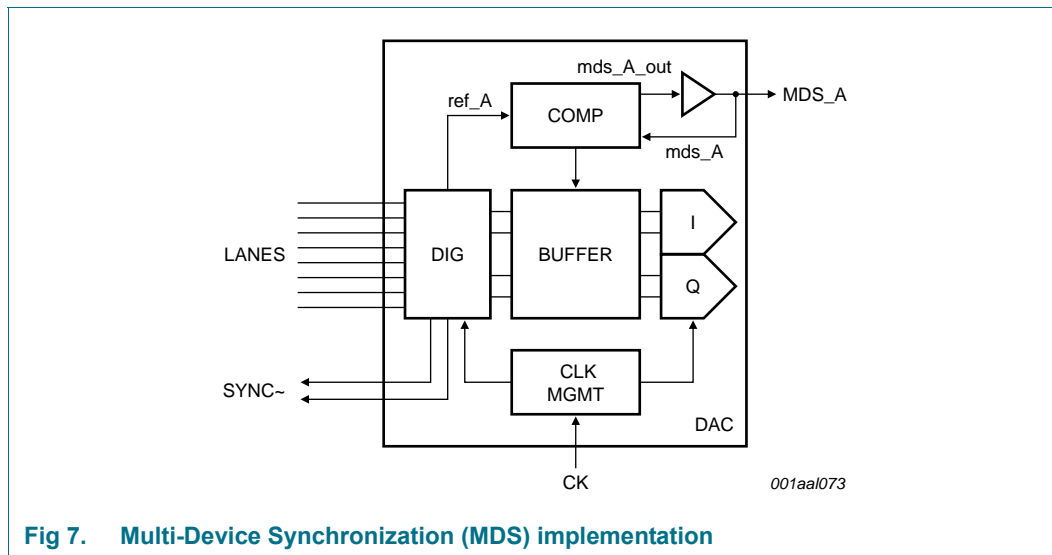 mds_A_out
MDS_A
ref_A
COMP
mds_A
LANES
DIG
BUFFER
I
Q
SYNC~
CLK
MGMT
DAC
CK
001aal073
Fig 7. Multi-Device Synchronization (MDS) implementation